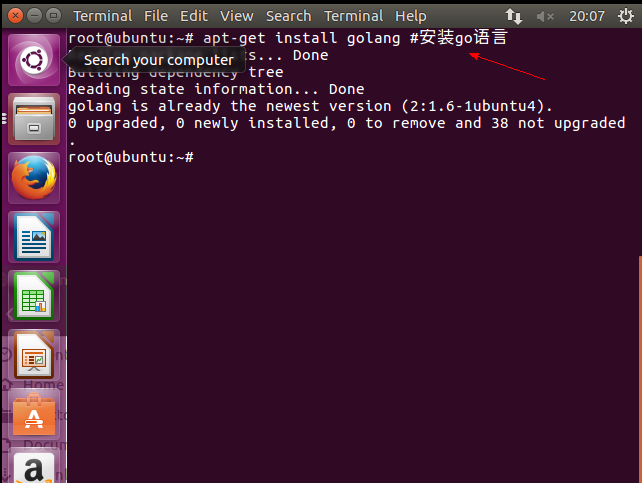 Terminal File Edit View Search Terminal Help 20:07
root@ubuntu:~# apt-get install golang #安装go语言
Search your computer
... Done
Building dependency tree
Reading state information... Done
golang is already the newest version (2:1.6-1ubuntu4).
0 upgraded, 0 newly installed, 0 to remove and 38 not upgraded
.
root@ubuntu:~#
Home
Docum